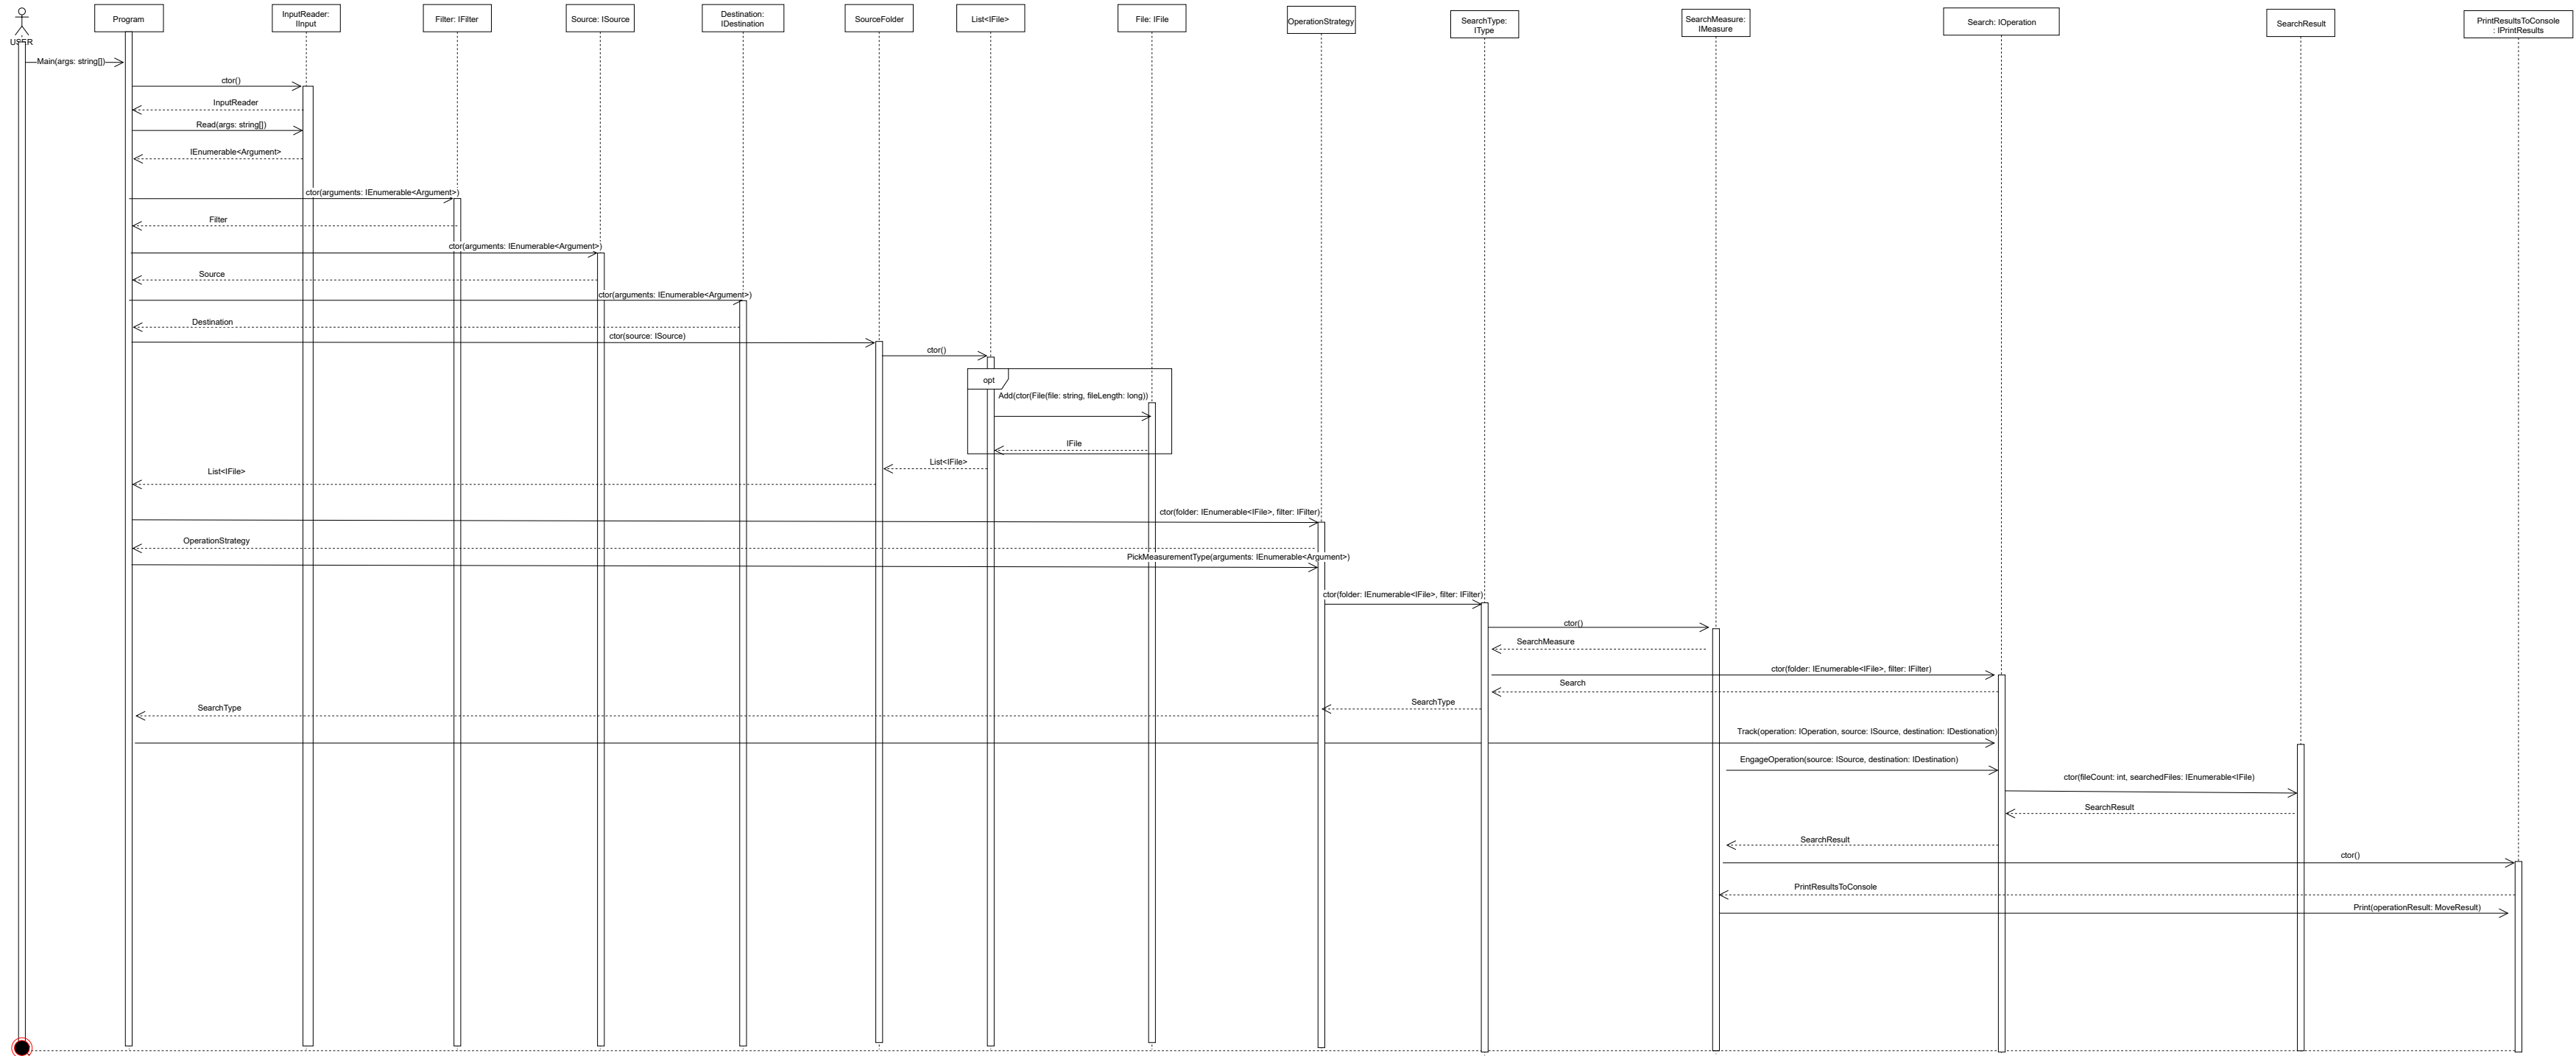 USER
Program
InputReader:
IInput
Filter: IFilter
Source: ISource
Destination:
IDestination
SourceFolder
List<IFile>
File: IFile
OperationStrategy
SearchType:
IType
SearchMeasure:
IMeasure
Search: IOperation
SearchResult
PrintResultsToConsole
: IPrintResults
Main(args: string[])
ctor()
InputReader
Read(args: string[])
IEnumerable<Argument>
ctor(arguments: IEnumerable<Argument>)
Filter
ctor(arguments: IEnumerable<Argument>)
Source
ctor(arguments: IEnumerable<Argument>)
Destination
ctor(source: ISource)
ctor()
opt
Add(ctor(File(file: string, fileLength: long))
IFile
List<IFile>
List<IFile>
ctor(folder: IEnumerable<IFile>, filter: IFilter)
OperationStrategy
PickMeasurementType(arguments: IEnumerable<Argument>)
ctor(folder: IEnumerable<IFile>, filter: IFilter)
ctor()
SearchMeasure
ctor(folder: IEnumerable<IFile>, filter: IFilter)
Search
SearchType
SearchType
Track(operation: IOperation, source: ISource, destination: IDestionation)
EngageOperation(source: ISource, destination: IDestination)
ctor(fileCount: int, searchedFiles: IEnumerable<IFile)
SearchResult
SearchResult
ctor()
PrintResultsToConsole
Print(operationResult: MoveResult)